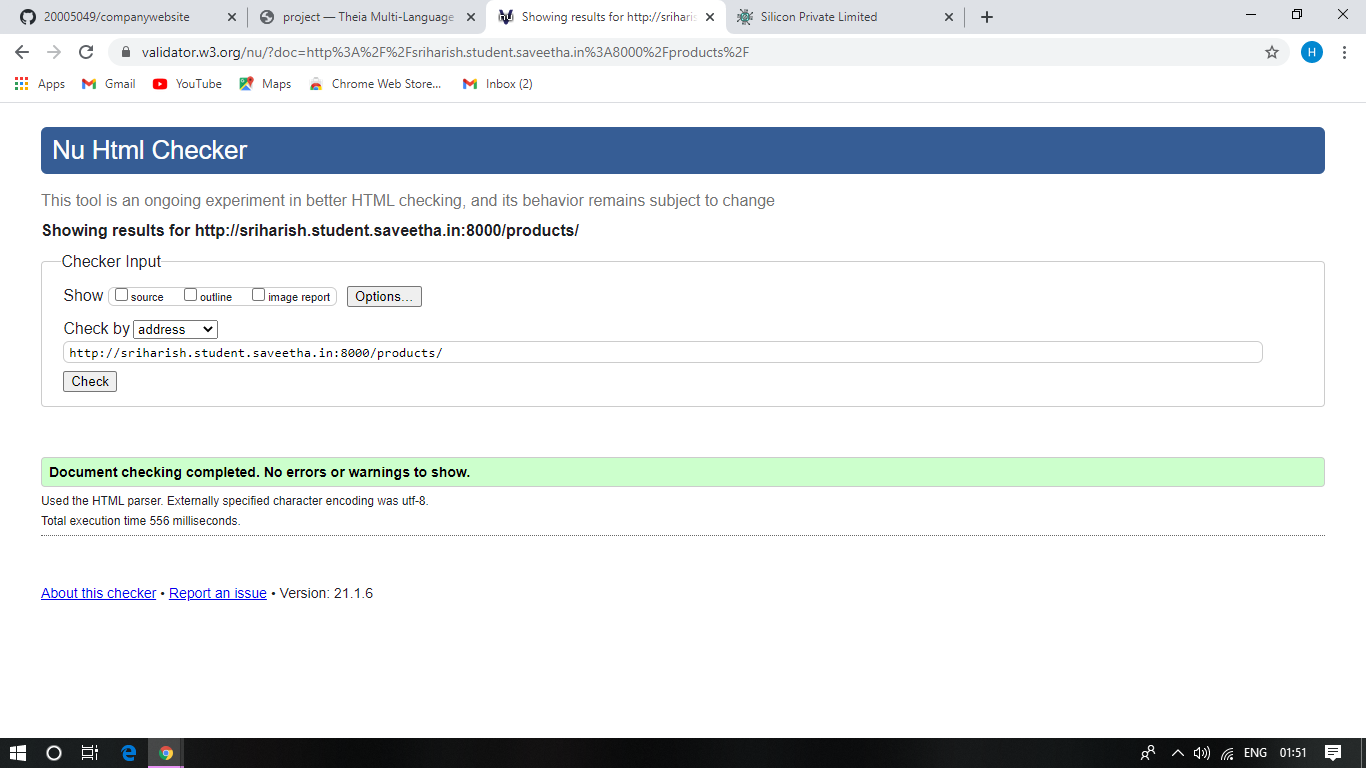 20005049/companywebsite
project — Theia Multi-Language
Showing results for http://sriharis
Silicon Private Limited
validator.w3.org/nu/?doc=http%3A%2F%2Fsriharish.student.saveetha.in%3A8000%2Fproducts%2F
H
Apps Gmail YouTube Maps Chrome Web Store... Inbox (2)
Nu Html Checker
This tool is an ongoing experiment in better HTML checking, and its behavior remains subject to change
Showing results for http://sriharish.student.saveetha.in:8000/products/
Checker Input
Show source outline image report Options...
Check by address
http://sriharish.student.saveetha.in:8000/products/
Check
Document checking completed. No errors or warnings to show.
Used the HTML parser. Externally specified character encoding was utf-8.
Total execution time 556 milliseconds.
About this checker • Report an issue • Version: 21.1.6
ENG 01:51